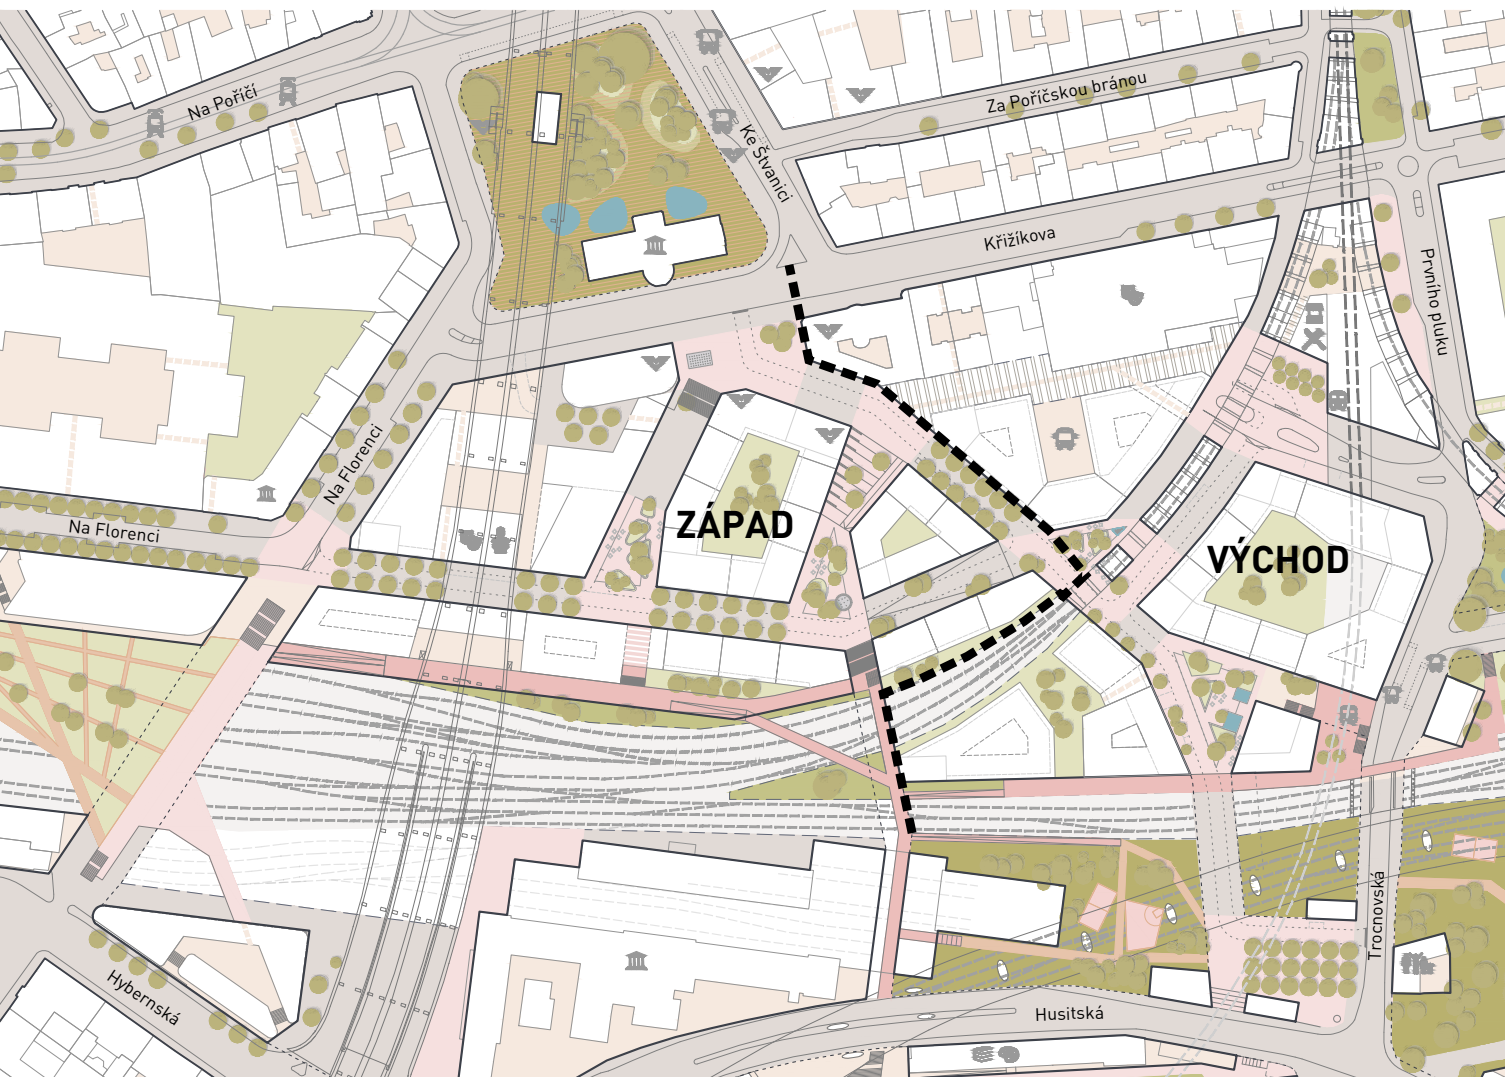 Na Poříčí
Za Poříčskou bránou
Ke Štvanici
Křižíkova
Prvního pluku
Na Florenci
Na Florenci
ZÁPAD
VÝCHOD
Trocnovská
Hybernská
Husitská